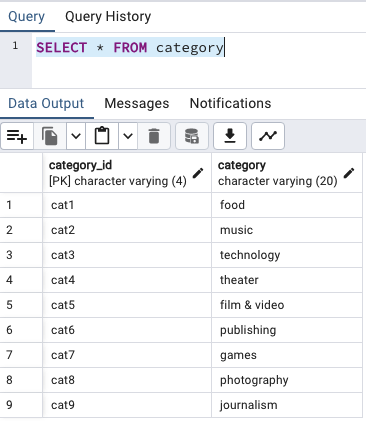 Query Query History
1 SELECT * FROM category
Data Output Messages Notifications
category_id category
[PK] character varying (4) character varying (20)
1 cat1 food
2 cat2 music
3 cat3 technology
4 cat4 theater
5 cat5 film & video
6 cat6 publishing
7 cat7 games
8 cat8 photography
9 cat9 journalism